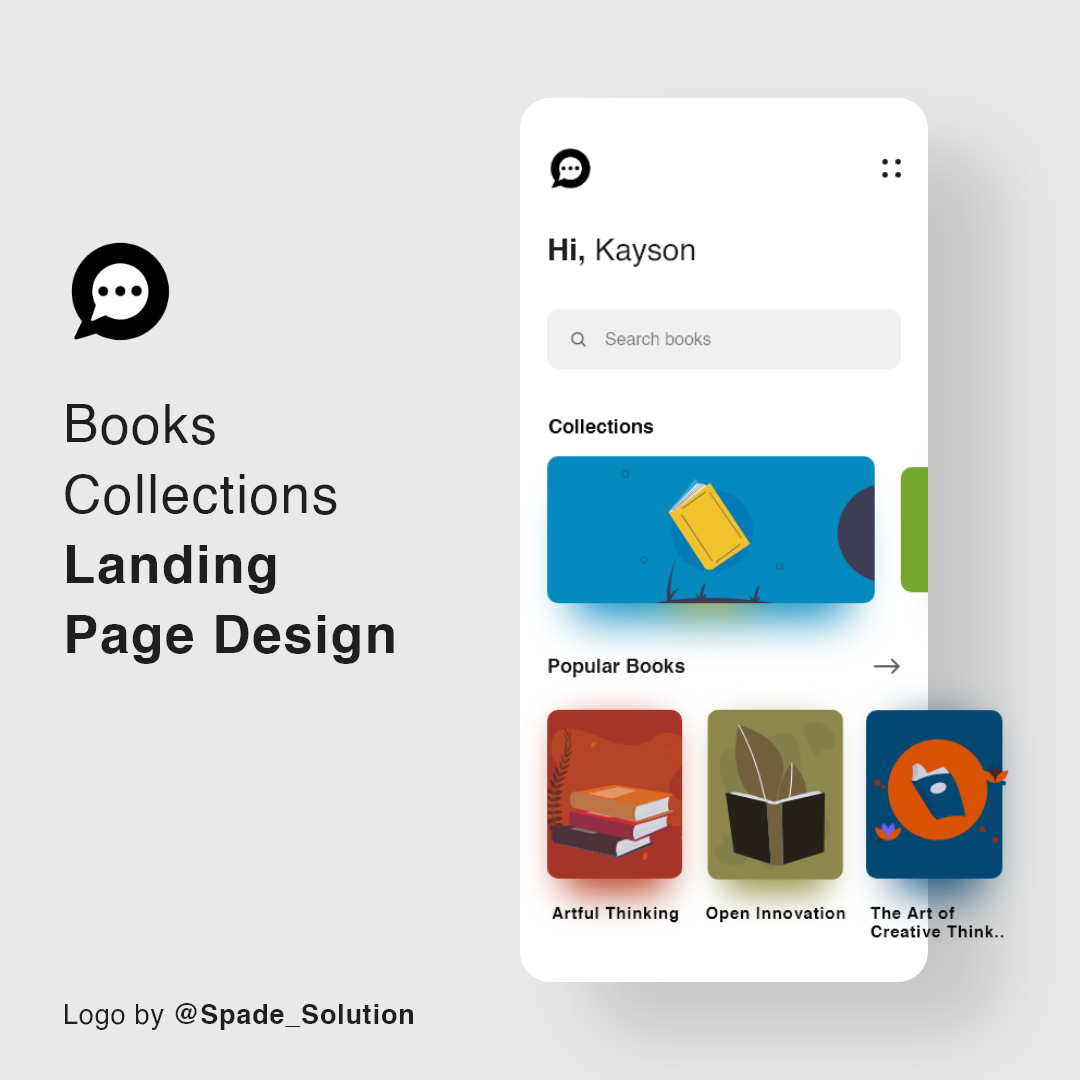 Books
Collections
Landing
Page Design
Logo by @Spade_Solution
Hi, Kayson
Search books
Collections
Popular Books
Artful Thinking
Open Innovation
The Art of
Creative Think..